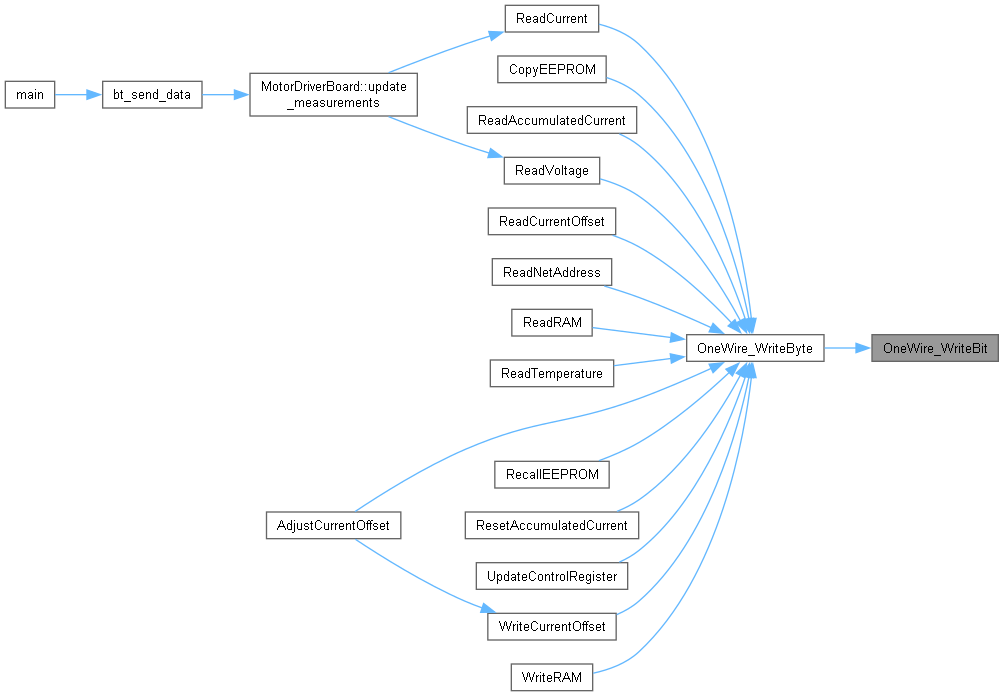 ReadCurrent
CopyEEPROM
main
bt_send_data
MotorDriverBoard::update
_measurements
ReadAccumulatedCurrent
ReadVoltage
ReadCurrentOffset
ReadNetAddress
ReadRAM
OneWire_WriteByte
OneWire_WriteBit
ReadTemperature
RecallEEPROM
AdjustCurrentOffset
ResetAccumulatedCurrent
UpdateControlRegister
WriteCurrentOffset
WriteRAM